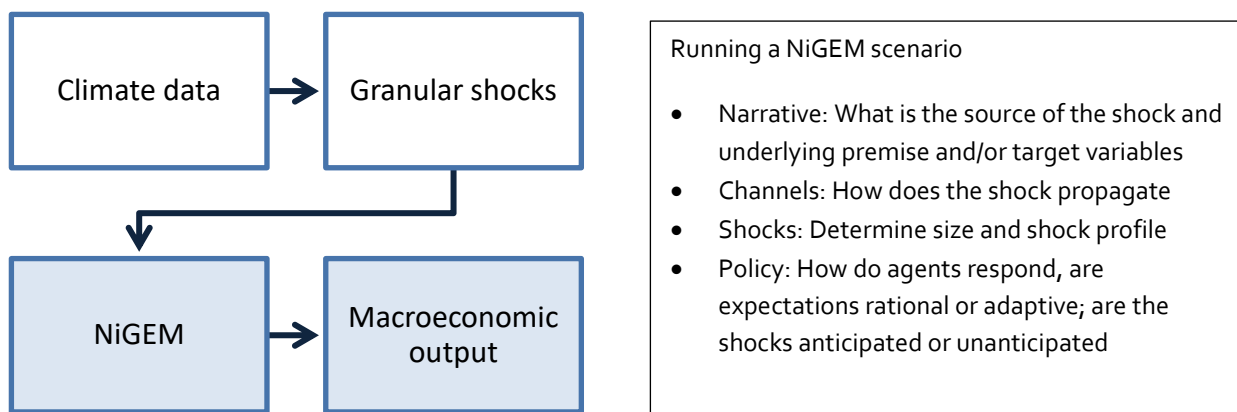 Climate data
Granular shocks
NiGEM
Macroeconomic
output
Running a NiGEM scenario
• Narrative: What is the source of the shock and
underlying premise and/or target variables
• Channels: How does the shock propagate
• Shocks: Determine size and shock profile
• Policy: How do agents respond, are
expectations rational or adaptive; are the
shocks anticipated or unanticipated